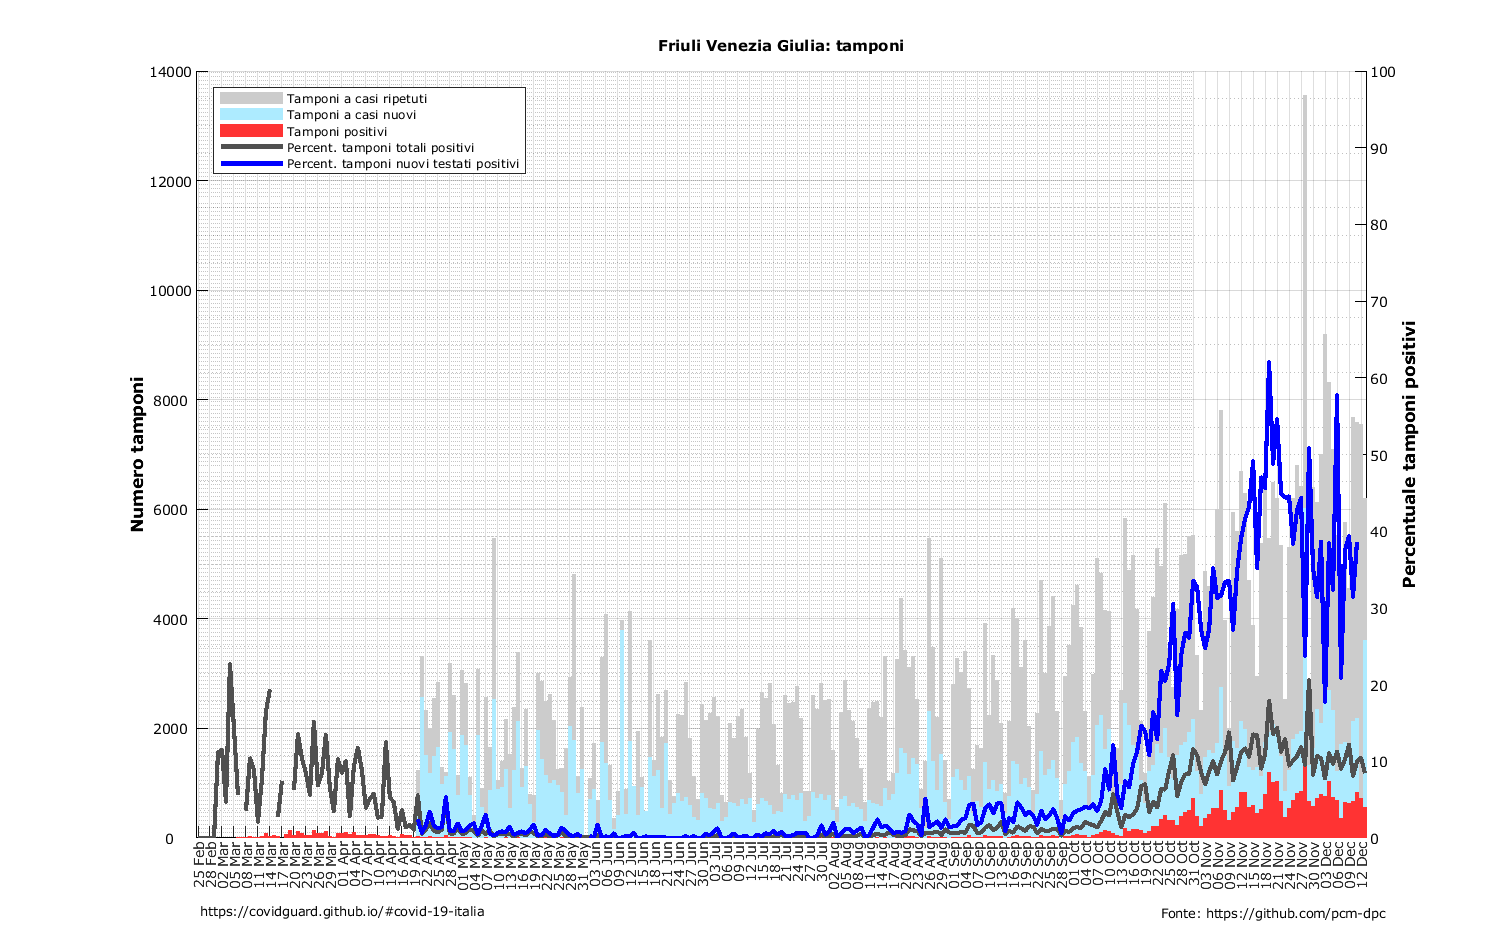 Friuli Venezia Giulia: tamponi
Tamponi a casi ripetuti
Tamponi a casi nuovi
Tamponi positivi
Percent. tamponi totali positivi
Percent. tamponi nuovi testati positivi
Numero tamponi
14000
12000
10000
8000
6000
4000
2000
0
Percentuale tamponi positivi
100
90
80
70
60
50
40
30
20
10
0
25 Feb
28 Feb
02 Mar
05 Mar
08 Mar
11 Mar
14 Mar
17 Mar
20 Mar
23 Mar
26 Mar
29 Mar
01 Apr
04 Apr
07 Apr
10 Apr
13 Apr
16 Apr
19 Apr
22 Apr
25 Apr
28 Apr
01 May
04 May
07 May
10 May
13 May
16 May
19 May
22 May
25 May
28 May
31 May
03 Jun
06 Jun
09 Jun
12 Jun
15 Jun
18 Jun
21 Jun
24 Jun
27 Jun
30 Jun
03 Jul
06 Jul
09 Jul
12 Jul
15 Jul
18 Jul
21 Jul
24 Jul
27 Jul
30 Jul
02 Aug
05 Aug
08 Aug
11 Aug
14 Aug
17 Aug
20 Aug
23 Aug
26 Aug
29 Aug
01 Sep
04 Sep
07 Sep
10 Sep
13 Sep
16 Sep
19 Sep
22 Sep
25 Sep
28 Sep
01 Oct
04 Oct
07 Oct
10 Oct
13 Oct
16 Oct
19 Oct
22 Oct
25 Oct
28 Oct
31 Oct
03 Nov
06 Nov
09 Nov
12 Nov
15 Nov
18 Nov
21 Nov
24 Nov
27 Nov
30 Nov
03 Dec
06 Dec
09 Dec
12 Dec
https://covidguard.github.io/#covid-19-italia
Fonte: https://github.com/pcm-dpc